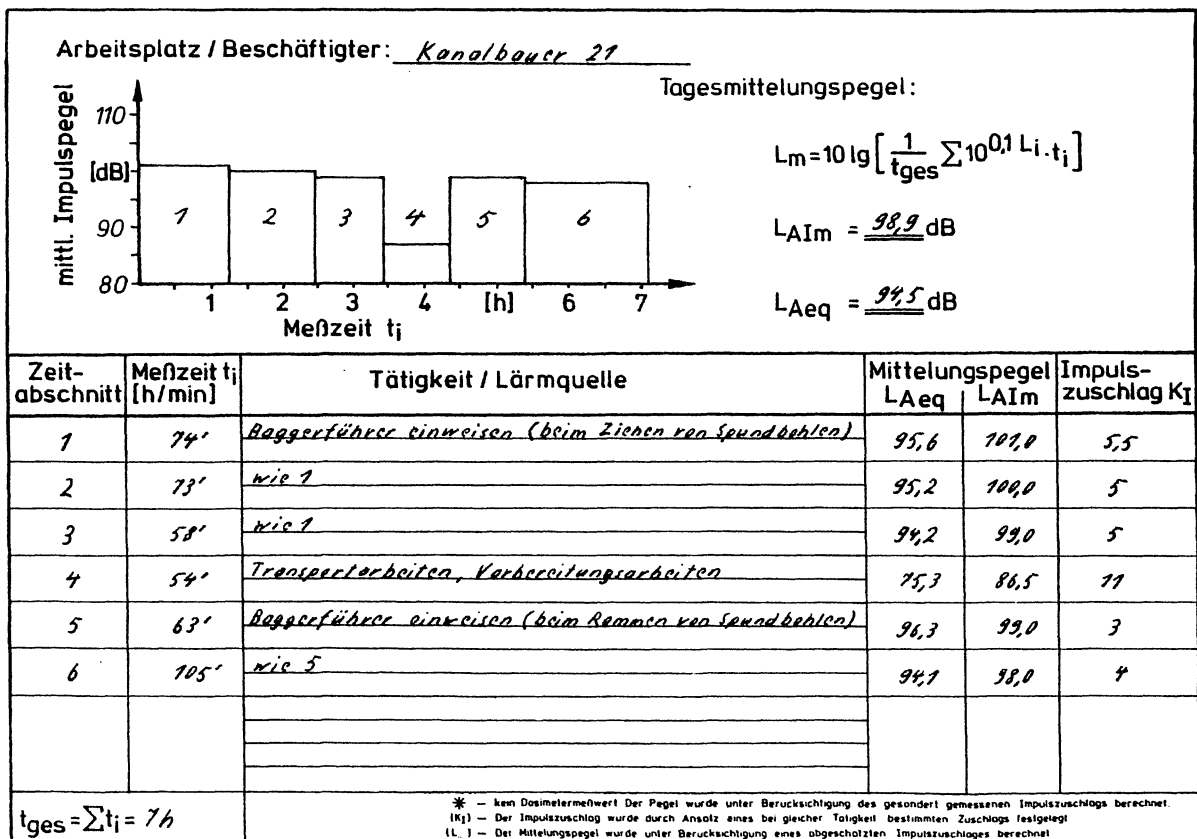 Arbeitsplatz / Beschäftigter: Kanalbauer 21
mittl. Impulspegel [dB]
110
90
80
1 2 3 4 5 6
1 2 3 4 [h] 6 7
Meßzeit ti
Tagesmittelungspegel:
Lm = 10 lg [ 1/tges ∑ 10^0,1 Li · ti ]
LAIm = 98,9 dB
LAeq = 94,5 dB
Zeitabschnitt | Meßzeit ti [h/min] | Tätigkeit / Lärmquelle | Mittelungspegel LAeq | LAIm | Impulszuschlag KI
1 74' Baggerführer einweisen (beim Ziehen von Spundbohlen) 95,6 101,0 5,5
2 73' wie 1 95,2 100,0 5
3 58' wie 1 94,2 99,0 5
4 54' Transportarbeiten, Vorbereitungsarbeiten 75,3 86,5 11
5 63' Baggerführer einweisen (beim Rammen von Spundbohlen) 96,3 99,0 3
6 105' wie 5 94,1 98,0 4
tges = ∑ti = 7h
* – kein Dosimetermeßwert Der Pegel wurde unter Berücksichtigung des gesondert gemessenen Impulszuschlags berechnet.
(KI) – Der Impulszuschlag wurde durch Ansatz eines bei gleicher Tätigkeit bestimmten Zuschlags festgelegt
(L..) – Der Mittelungspegel wurde unter Berücksichtigung eines abgeschätzten Impulszuschlages berechnet